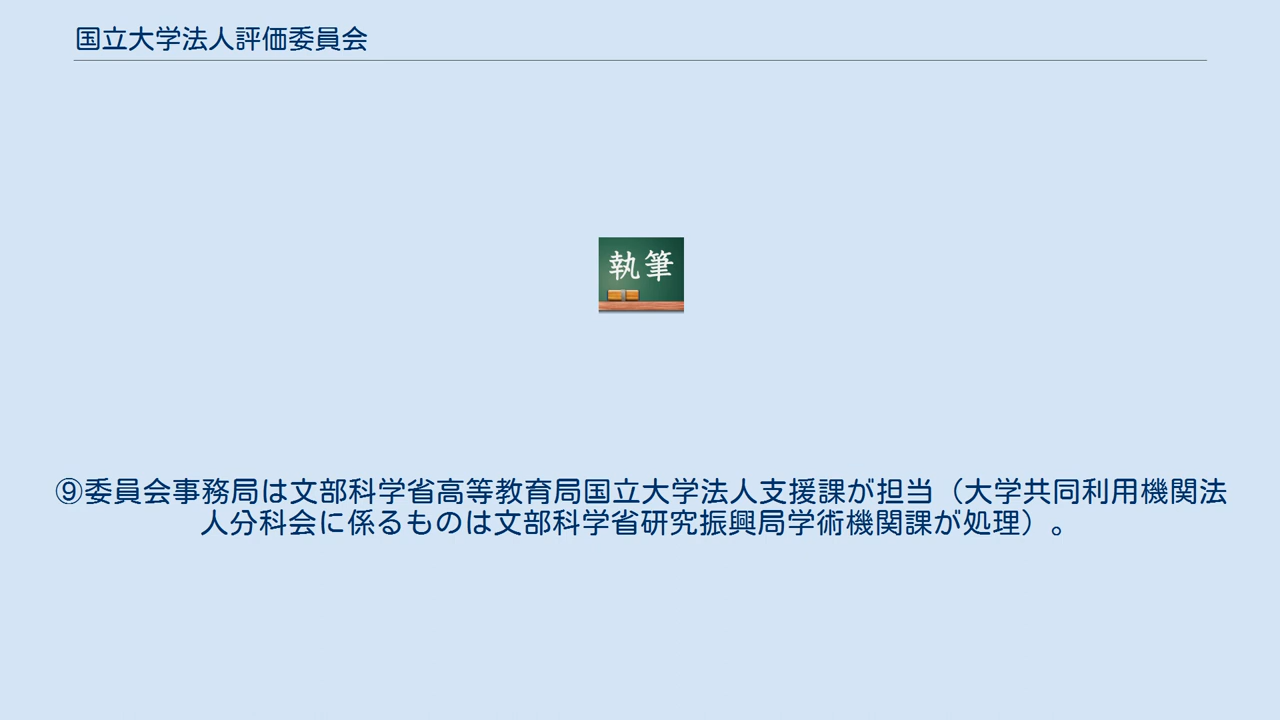 国立大学法人評価委員会
執筆
⑨委員会事務局は文部科学省高等教育局国立大学法人支援課が担当（大学共同利用機関法
人分科会に係るものは文部科学省研究振興局学術機関課が処理）。